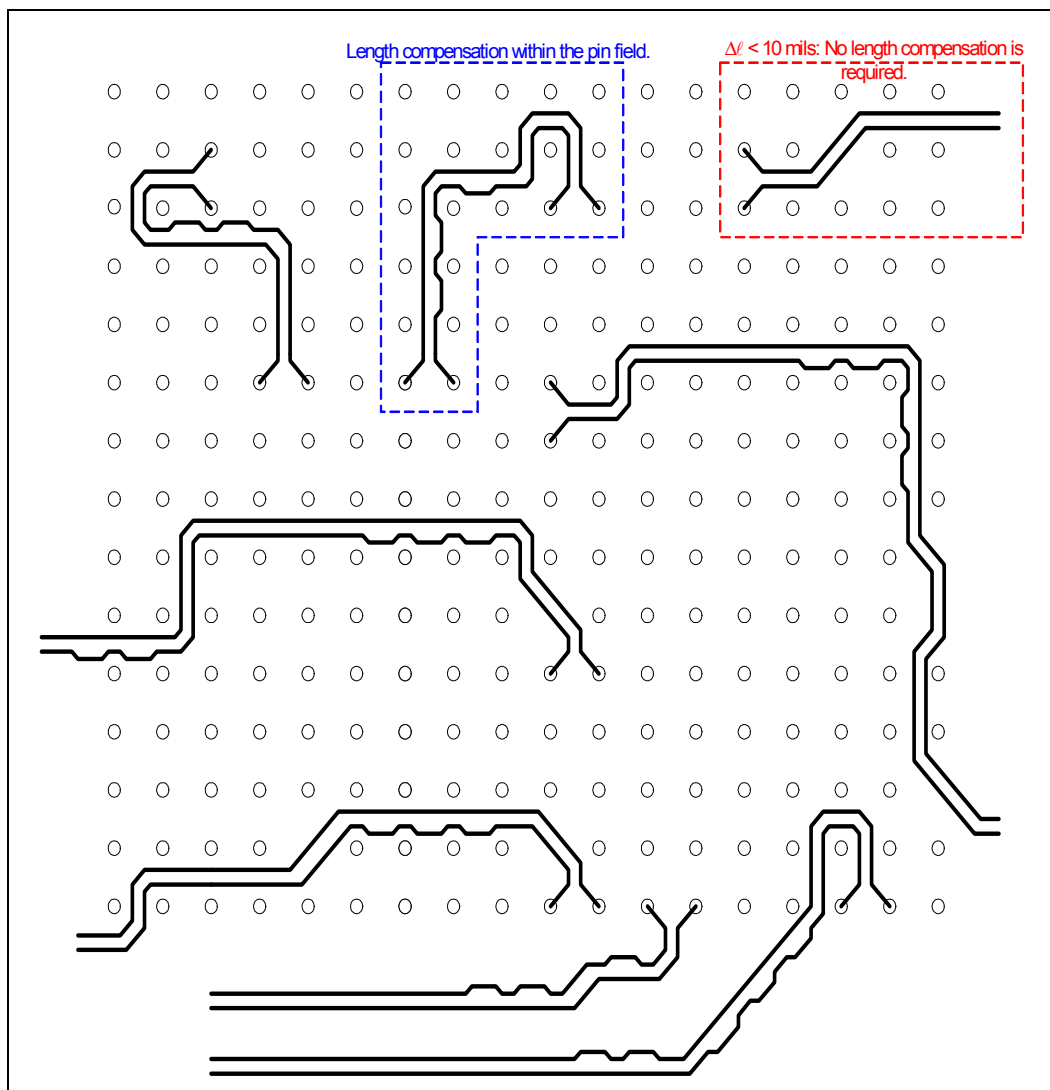 Length compensation within the pin field.
Δℓ < 10 mils: No length compensation is
required.